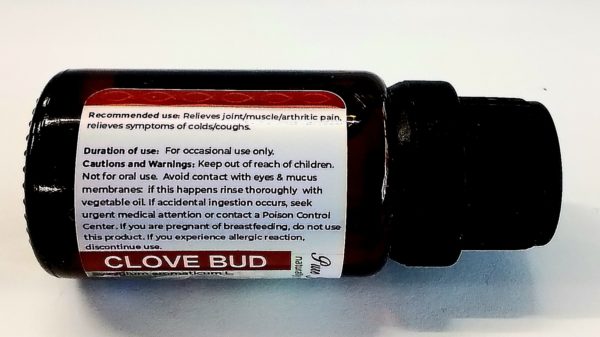 Recommended use: Relieves joint/muscle/arthritic pain,
relieves symptoms of colds/coughs.
Duration of use: For occasional use only.
Cautions and Warnings: Keep out of reach of children.
Not for oral use. Avoid contact with eyes & mucus
membranes: if this happens rinse thoroughly with
vegetable oil. If accidental ingestion occurs, seek
urgent medical attention or contact a Poison Control
Center. If you are pregnant of breastfeeding, do not use
this product. If you experience allergic reaction,
discontinue use.
CLOVE BUD
aromaticum L.